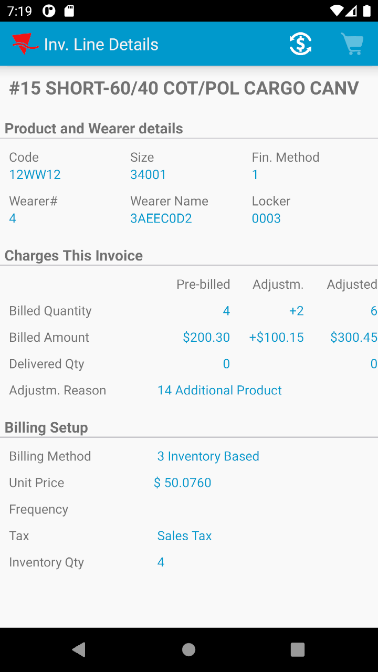 7:19
Inv. Line Details
#15 SHORT-60/40 COT/POL CARGO CANV
Product and Wearer details
Code Size Fin. Method
12WW12 34001 1
Wearer# Wearer Name Locker
4 3AEEC0D2 0003
Charges This Invoice
Pre-billed Adjustm. Adjusted
Billed Quantity 4 +2 6
Billed Amount $200.30 +$100.15 $300.45
Delivered Qty 0 0
Adjustm. Reason 14 Additional Product
Billing Setup
Billing Method 3 Inventory Based
Unit Price $ 50.0760
Frequency
Tax Sales Tax
Inventory Qty 4